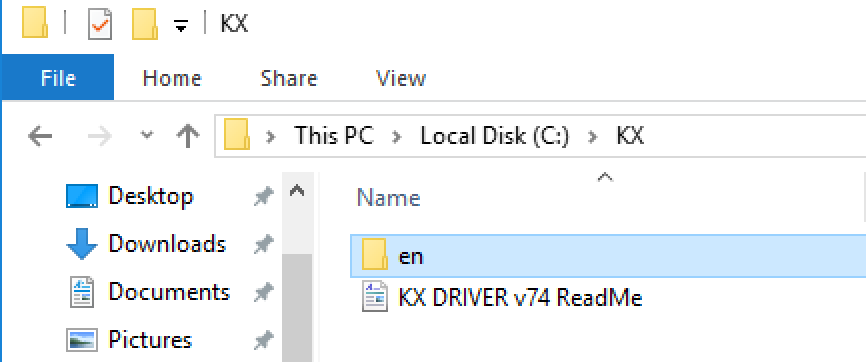 KX
File Home Share View
This PC Local Disk (C:) KX
Desktop
Downloads
Documents
Pictures
Name
en
KX DRIVER v74 ReadMe